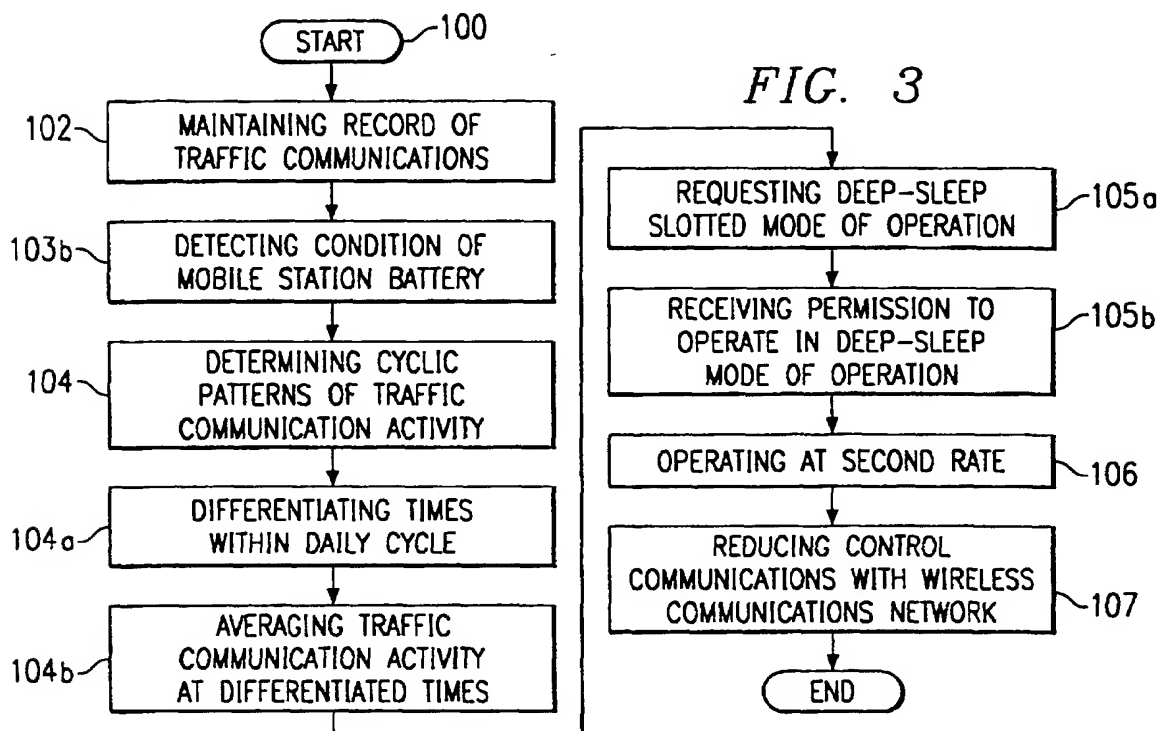 START
100
FIG. 3
102
MAINTAINING RECORD OF
TRAFFIC COMMUNICATIONS
103b
DETECTING CONDITION OF
MOBILE STATION BATTERY
104
DETERMINING CYCLIC
PATTERNS OF TRAFFIC
COMMUNICATION ACTIVITY
104a
DIFFERENTIATING TIMES
WITHIN DAILY CYCLE
104b
AVERAGING TRAFFIC
COMMUNICATION ACTIVITY
AT DIFFERENTIATED TIMES
REQUESTING DEEP-SLEEP
SLOTTED MODE OF OPERATION
105a
RECEIVING PERMISSION TO
OPERATE IN DEEP-SLEEP
MODE OF OPERATION
105b
OPERATING AT SECOND RATE
106
REDUCING CONTROL
COMMUNICATIONS WITH WIRELESS
COMMUNICATIONS NETWORK
107
END